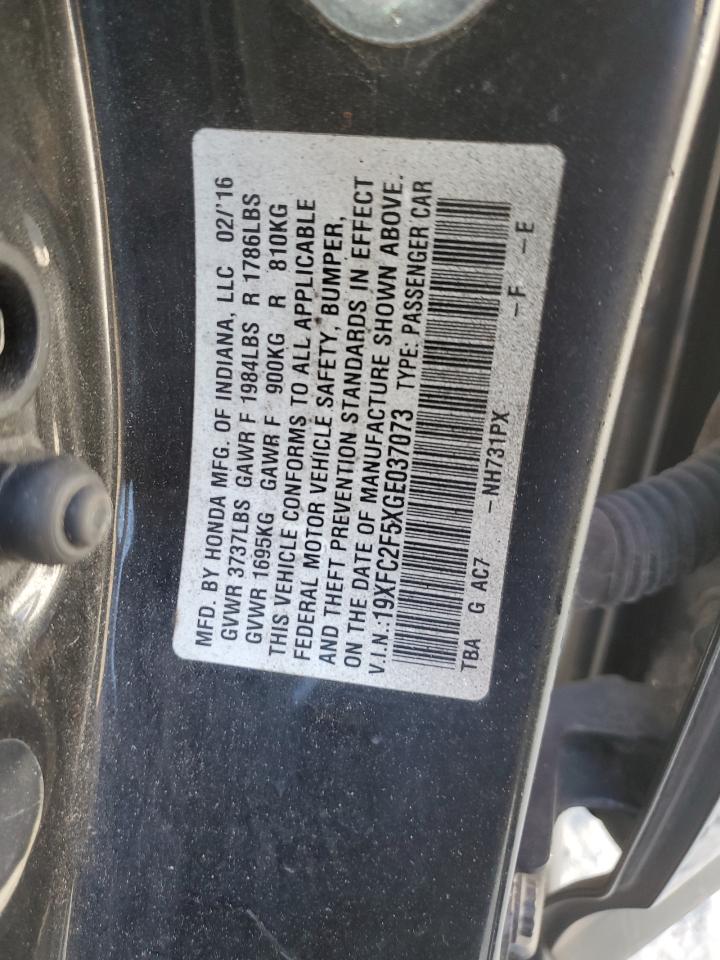 MFD. BY HONDA MFG. OF INDIANA, LLC 02/'16
GVWR 3737LBS GAWR F 1984LBS R 1786LBS
GVWR 1695KG GAWR F 900KG R 810KG
THIS VEHICLE CONFORMS TO ALL APPLICABLE
FEDERAL MOTOR VEHICLE SAFETY, BUMPER,
AND THEFT PREVENTION STANDARDS IN EFFECT
ON THE DATE OF MANUFACTURE SHOWN ABOVE.
V.I.N.:19XFC2F5XGE037073 TYPE: PASSENGER CAR
TBA G AC7 -NH731PX -F -E